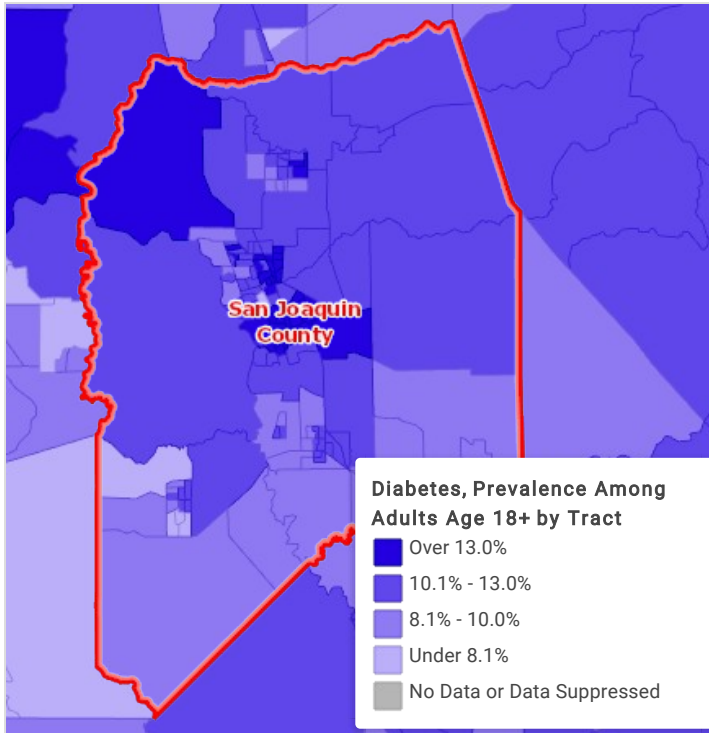 San Joaquin
County
Diabetes, Prevalence Among
Adults Age 18+ by Tract
Over 13.0%
10.1% - 13.0%
8.1% - 10.0%
Under 8.1%
No Data or Data Suppressed